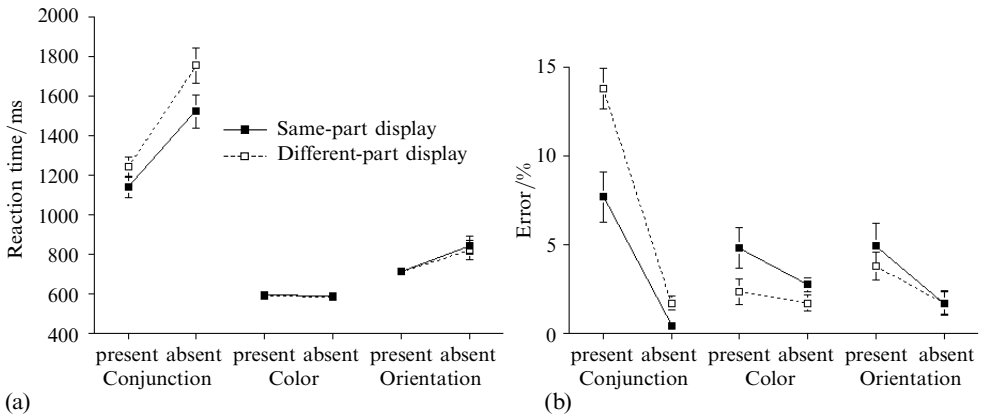 2000
1800
1600
1400
1200
1000
800
600
400
Reaction time/ms
Same-part display
Different-part display
present absent present absent present absent
Conjunction Color Orientation
(a)
15
10
5
0
Error/%
present absent present absent present absent
Conjunction Color Orientation
(b)